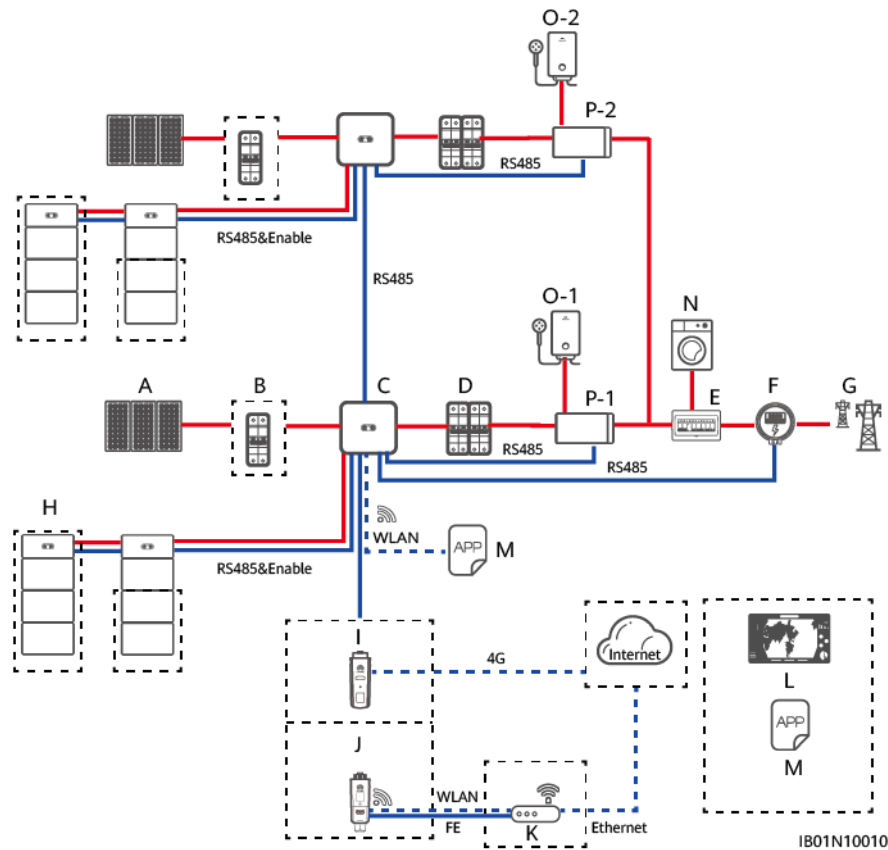 O-2
P-2
RS485
RS485&Enable
RS485
O-1
N
A
B
C
D
P-1
E
F
G
RS485
RS485
H
WLAN
APP
M
RS485&Enable
I
4G
Internet
L
J
APP
M
WLAN
FE
K
Ethernet
IB01N10010